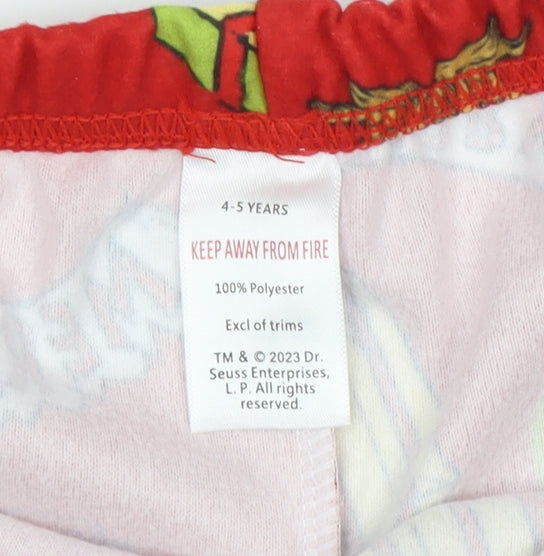 4-5 YEARS
KEEP AWAY FROM FIRE
100% Polyester
Excl of trims
TM & © 2023 Dr.
Seuss Enterprises,
L. P. All rights
reserved.